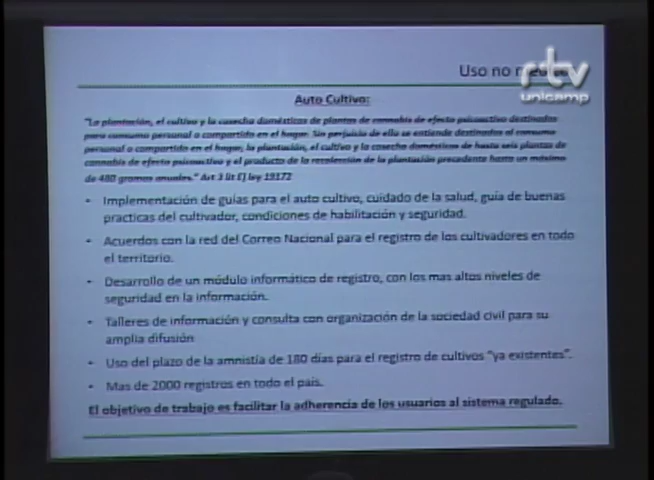 Uso no
rtv
unicamp
Auto Cultivo:
"La plantación, el cultivo y la cosecha domésticos de plantas de cannabis de efecto psicoactivo destinados
para consumo personal o compartido en el hogar. Sin perjuicio de ello se entiende destinados al consumo
personal o compartido en el hogar, la plantación, el cultivo y la cosecha domésticos de hasta seis plantas de
cannabis de efecto psicoactivo y el producto de la recolección de la plantación precedente hasta un máximo
de 480 gramos anuales." Art 5 lit E) ley 19172
• Implementación de guías para el auto cultivo, cuidado de la salud, guía de buenas
practicas del cultivador, condiciones de habilitación y seguridad.
• Acuerdos con la red del Correo Nacional para el registro de los cultivadores en todo
el territorio.
• Desarrollo de un módulo informático de registro, con los mas altos niveles de
seguridad en la información.
• Talleres de información y consulta con organización de la sociedad civil para su
amplia difusión
• Uso del plazo de la amnistía de 180 días para el registro de cultivos "ya existentes".
• Mas de 2000 registros en todo el país.
El objetivo de trabajo es facilitar la adherencia de los usuarios al sistema regulado.